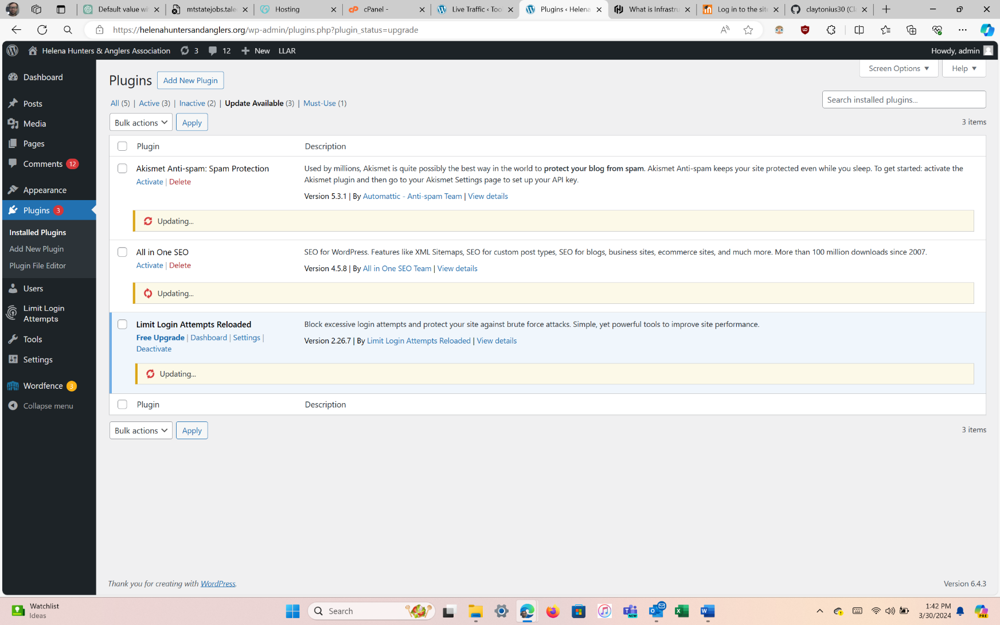 Default value wi
mtstatejobs.tale
Hosting
cPanel -
Live Traffic ‹ Too
Plugins ‹ Helena
What is Infrastru
Log in to the site
claytonius30 (Cl
https://helenahuntersandanglers.org/wp-admin/plugins.php?plugin_status=upgrade
Helena Hunters & Anglers Association 3 12 New LLAR
Howdy, admin
Dashboard
Posts
Media
Pages
Comments 12
Appearance
Plugins 3
Installed Plugins
Add New Plugin
Plugin File Editor
Users
Limit Login
Attempts
Tools
Settings
Wordfence 3
Collapse menu
Screen Options
Help
Plugins Add New Plugin
All (5) | Active (3) | Inactive (2) | Update Available (3) | Must-Use (1)
Search installed plugins...
Bulk actions Apply
3 items
Plugin Description
Akismet Anti-spam: Spam Protection
Activate | Delete
Used by millions, Akismet is quite possibly the best way in the world to protect your blog from spam. Akismet Anti-spam keeps your site protected even while you sleep. To get started: activate the
Akismet plugin and then go to your Akismet Settings page to set up your API key.
Version 5.3.1 | By Automattic - Anti-spam Team | View details
Updating...
All in One SEO
Activate | Delete
SEO for WordPress. Features like XML Sitemaps, SEO for custom post types, SEO for blogs, business sites, ecommerce sites, and much more. More than 100 million downloads since 2007.
Version 4.5.8 | By All in One SEO Team | View details
Updating...
Limit Login Attempts Reloaded
Free Upgrade | Dashboard | Settings |
Deactivate
Block excessive login attempts and protect your site against brute force attacks. Simple, yet powerful tools to improve site performance.
Version 2.26.7 | By Limit Login Attempts Reloaded | View details
Updating...
Plugin Description
Bulk actions Apply
3 items
Thank you for creating with WordPress.
Version 6.4.3
Watchlist
Ideas
Search
NEW
1:42 PM
3/30/2024
PRE